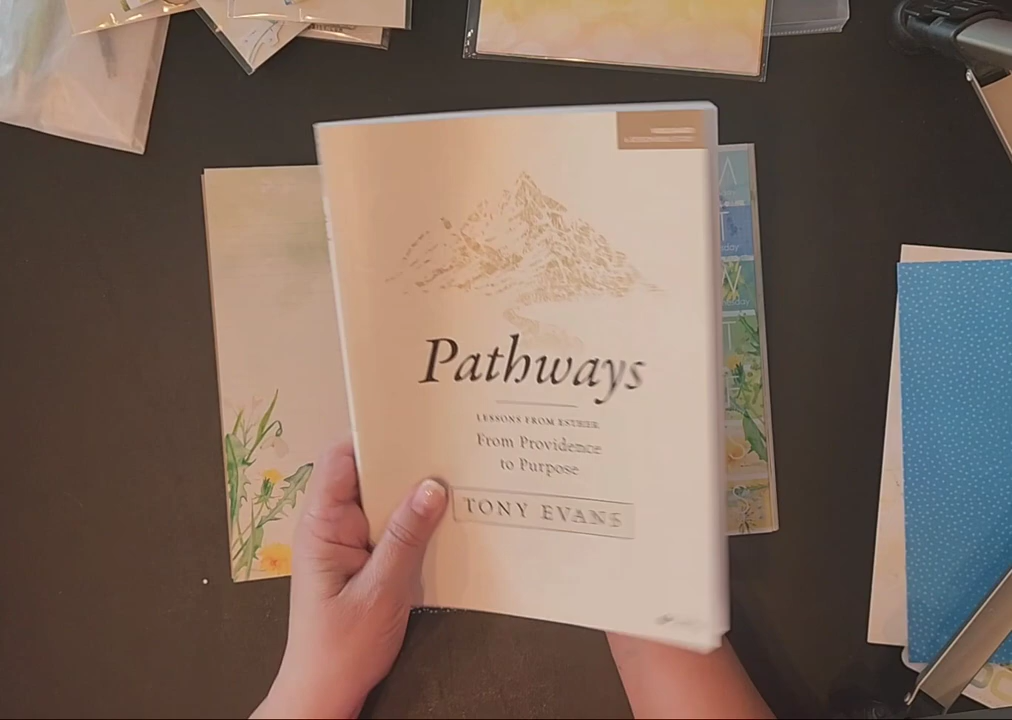 Pathways
LESSONS FROM ESTHER
From Providence
to Purpose
TONY EVANS